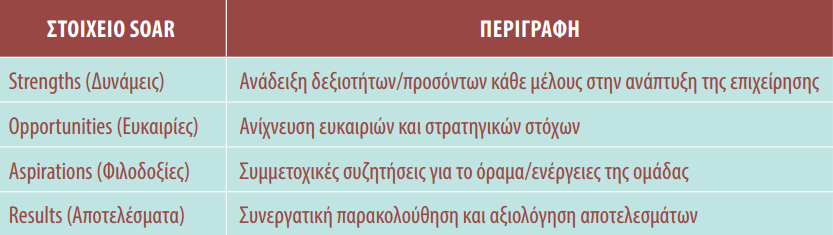 ΣΤΟΙΧΕΙΟ SOAR ΠΕΡΙΓΡΑΦΗ
Strengths (Δυνάμεις) Ανάδειξη δεξιοτήτων/προσόντων κάθε μέλους στην ανάπτυξη της επιχείρησης
Opportunities (Ευκαιρίες) Ανίχνευση ευκαιριών και στρατηγικών στόχων
Aspirations (Φιλοδοξίες) Συμμετοχικές συζητήσεις για το όραμα/ενέργειες της ομάδας
Results (Αποτελέσματα) Συνεργατική παρακολούθηση και αξιολόγηση αποτελεσμάτων